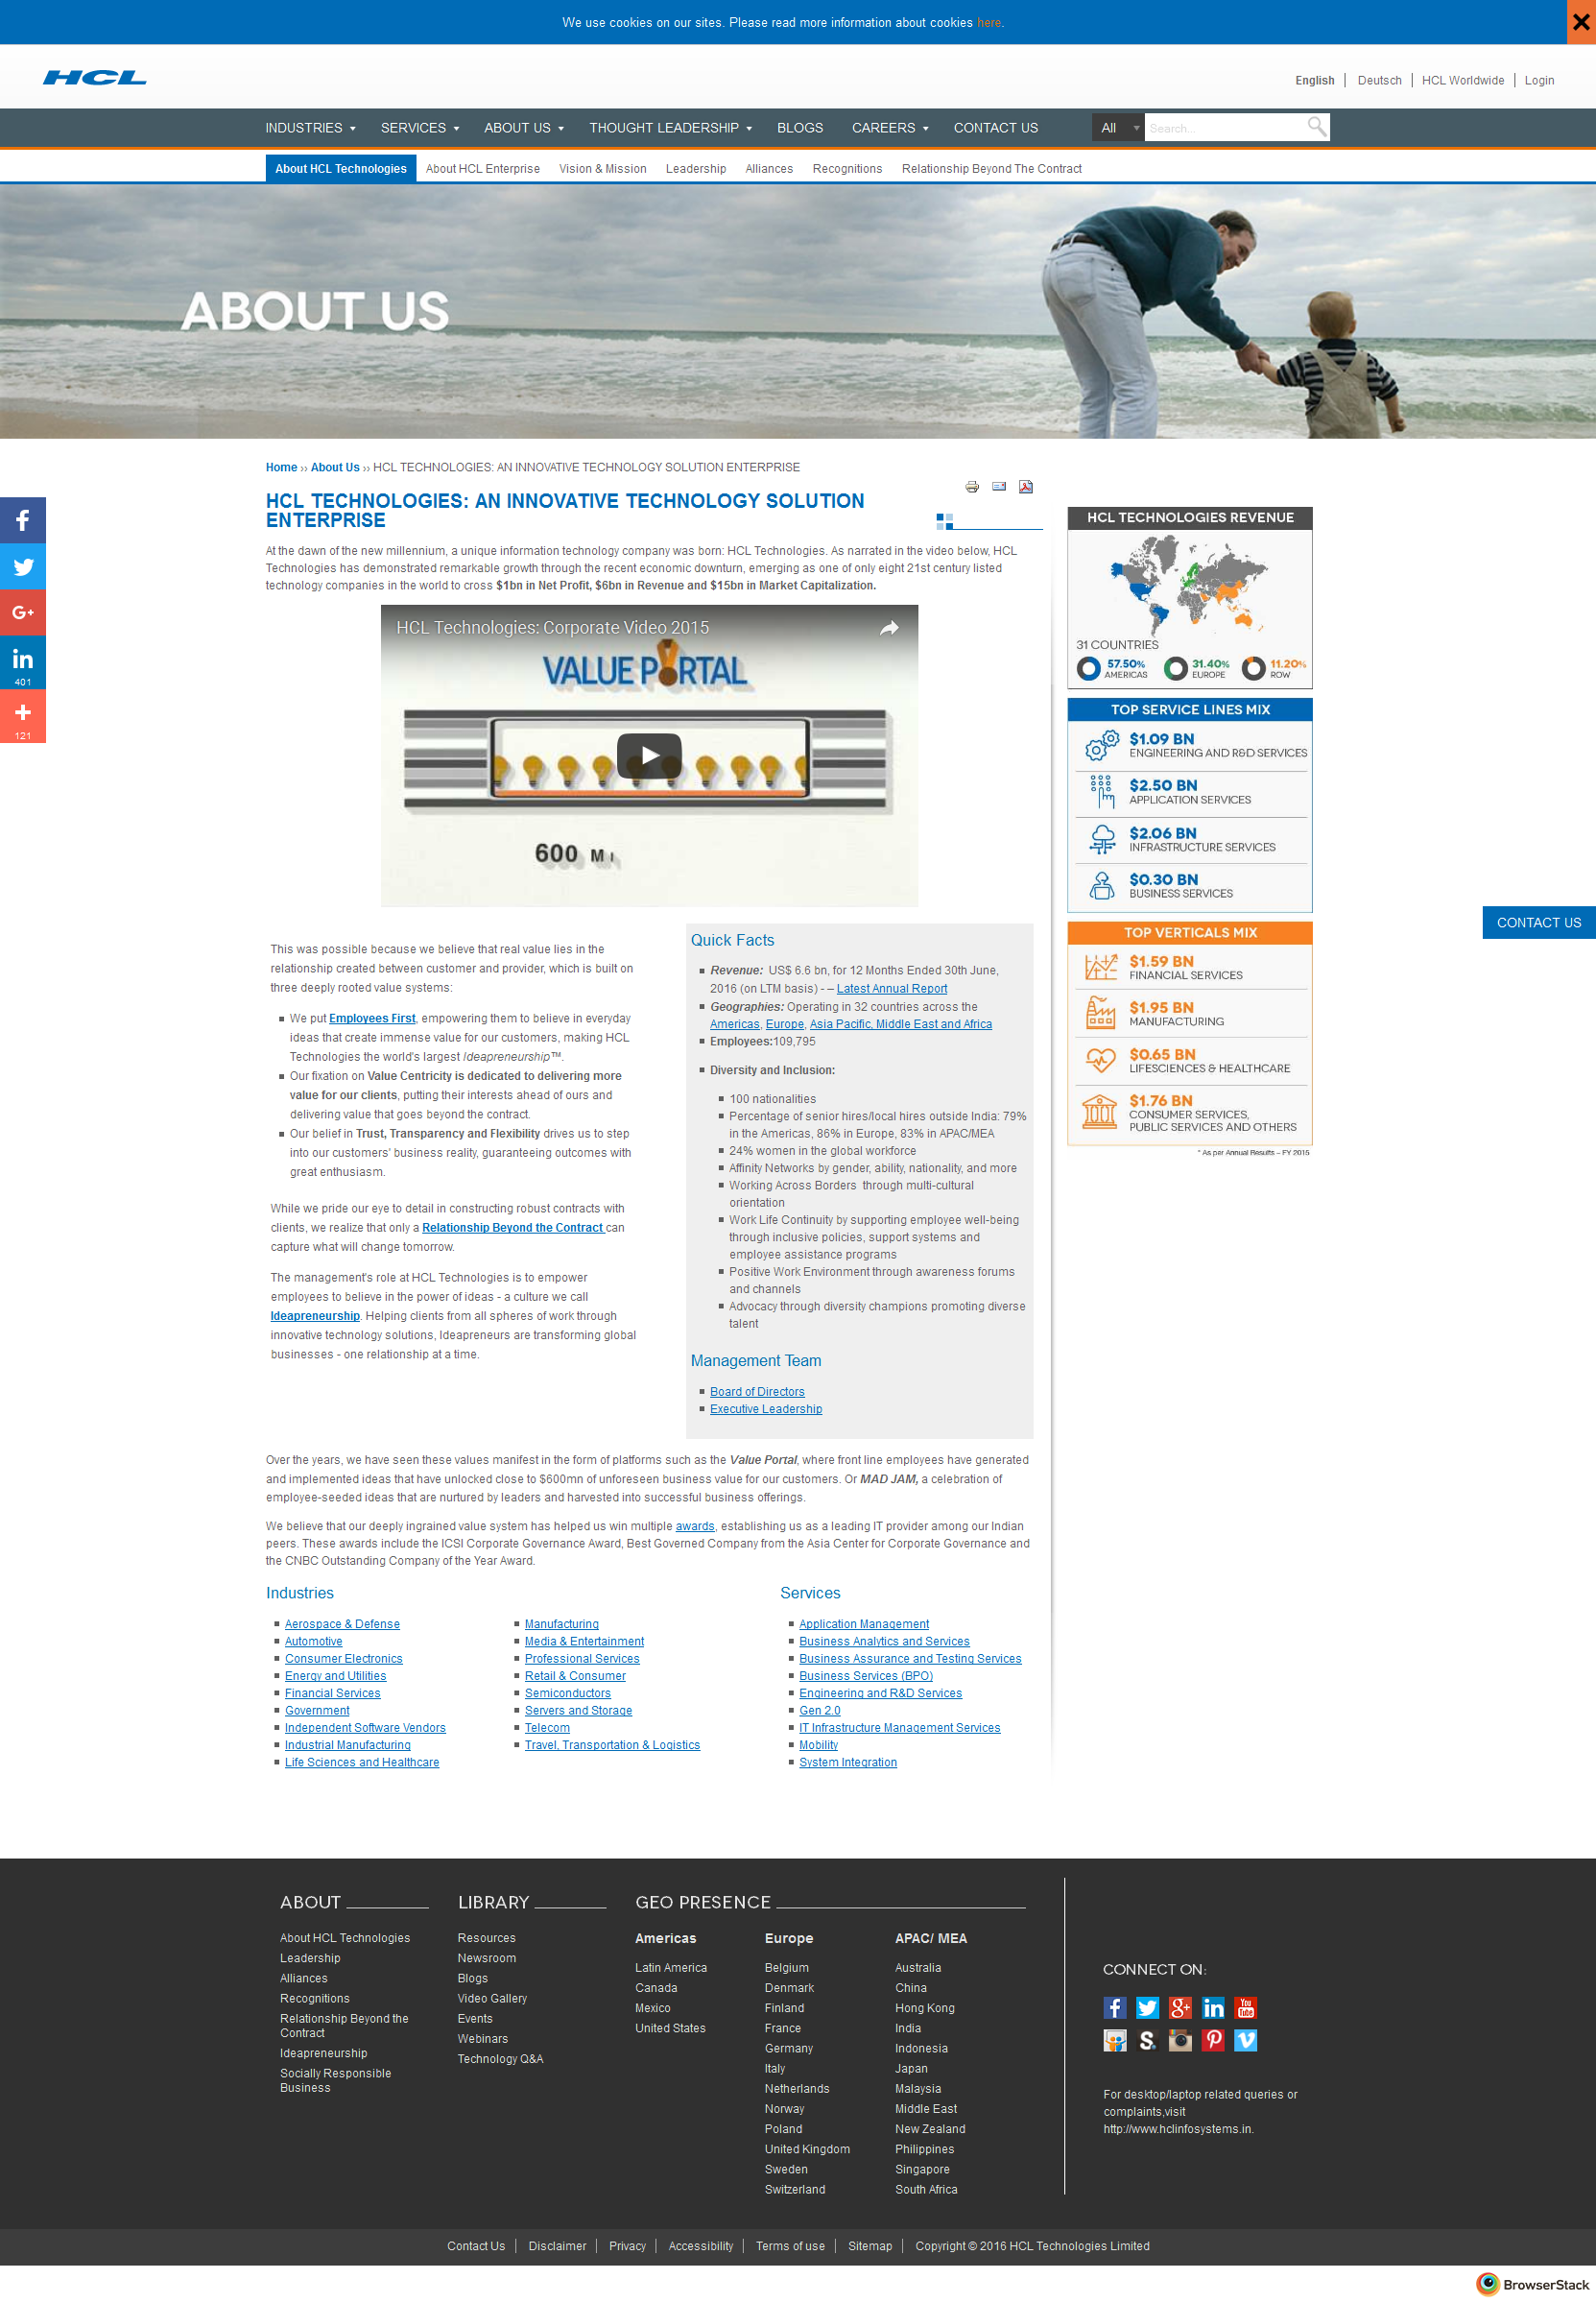 We use cookies on our sites. Please read more information about cookies here.
HCL
English
Deutsch
HCL Worldwide
Login
INDUSTRIES
SERVICES
ABOUT US
THOUGHT LEADERSHIP
BLOGS
CAREERS
CONTACT US
All
Search...
About HCL Technologies
About HCL Enterprise
Vision & Mission
Leadership
Alliances
Recognitions
Relationship Beyond The Contract
ABOUT US
Home ›› About Us ›› HCL TECHNOLOGIES: AN INNOVATIVE TECHNOLOGY SOLUTION ENTERPRISE
HCL TECHNOLOGIES: AN INNOVATIVE TECHNOLOGY SOLUTION
ENTERPRISE
At the dawn of the new millennium, a unique information technology company was born: HCL Technologies. As narrated in the video below, HCL
Technologies has demonstrated remarkable growth through the recent economic downturn, emerging as one of only eight 21st century listed
technology companies in the world to cross $1bn in Net Profit, $6bn in Revenue and $15bn in Market Capitalization.
401
121
HCL Technologies: Corporate Video 2015
VALUE PORTAL
600 M
This was possible because we believe that real value lies in the
relationship created between customer and provider, which is built on
three deeply rooted value systems:
We put Employees First, empowering them to believe in everyday
ideas that create immense value for our customers, making HCL
Technologies the world's largest Ideapreneurship™.
Our fixation on Value Centricity is dedicated to delivering more
value for our clients, putting their interests ahead of ours and
delivering value that goes beyond the contract.
Our belief in Trust, Transparency and Flexibility drives us to step
into our customers' business reality, guaranteeing outcomes with
great enthusiasm.
While we pride our eye to detail in constructing robust contracts with
clients, we realize that only a Relationship Beyond the Contract can
capture what will change tomorrow.
The management's role at HCL Technologies is to empower
employees to believe in the power of ideas - a culture we call
Ideapreneurship. Helping clients from all spheres of work through
innovative technology solutions, Ideapreneurs are transforming global
businesses - one relationship at a time.
Quick Facts
Revenue: US$ 6.6 bn, for 12 Months Ended 30th June,
2016 (on LTM basis) - – Latest Annual Report
Geographies: Operating in 32 countries across the
Americas, Europe, Asia Pacific, Middle East and Africa
Employees:109,795
Diversity and Inclusion:
100 nationalities
Percentage of senior hires/local hires outside India: 79%
in the Americas, 86% in Europe, 83% in APAC/MEA
24% women in the global workforce
Affinity Networks by gender, ability, nationality, and more
Working Across Borders through multi-cultural
orientation
Work Life Continuity by supporting employee well-being
through inclusive policies, support systems and
employee assistance programs
Positive Work Environment through awareness forums
and channels
Advocacy through diversity champions promoting diverse
talent
Management Team
Board of Directors
Executive Leadership
Over the years, we have seen these values manifest in the form of platforms such as the Value Portal, where front line employees have generated
and implemented ideas that have unlocked close to $600mn of unforeseen business value for our customers. Or MAD JAM, a celebration of
employee-seeded ideas that are nurtured by leaders and harvested into successful business offerings.
We believe that our deeply ingrained value system has helped us win multiple awards, establishing us as a leading IT provider among our Indian
peers. These awards include the ICSI Corporate Governance Award, Best Governed Company from the Asia Center for Corporate Governance and
the CNBC Outstanding Company of the Year Award.
Industries
Aerospace & Defense
Automotive
Consumer Electronics
Energy and Utilities
Financial Services
Government
Independent Software Vendors
Industrial Manufacturing
Life Sciences and Healthcare
Manufacturing
Media & Entertainment
Professional Services
Retail & Consumer
Semiconductors
Servers and Storage
Telecom
Travel, Transportation & Logistics
Services
Application Management
Business Analytics and Services
Business Assurance and Testing Services
Business Services (BPO)
Engineering and R&D Services
Gen 2.0
IT Infrastructure Management Services
Mobility
System Integration
HCL TECHNOLOGIES REVENUE
31 COUNTRIES
57.50%
AMERICAS
31.40%
EUROPE
11.20%
ROW
TOP SERVICE LINES MIX
$1.09 BN
ENGINEERING AND R&D SERVICES
$2.50 BN
APPLICATION SERVICES
$2.06 BN
INFRASTRUCTURE SERVICES
$0.30 BN
BUSINESS SERVICES
TOP VERTICALS MIX
$1.59 BN
FINANCIAL SERVICES
$1.95 BN
MANUFACTURING
$0.65 BN
LIFESCIENCES & HEALTHCARE
$1.76 BN
CONSUMER SERVICES,
PUBLIC SERVICES AND OTHERS
* As per Annual Results – FY 2015
CONTACT US
ABOUT
About HCL Technologies
Leadership
Alliances
Recognitions
Relationship Beyond the
Contract
Ideapreneurship
Socially Responsible
Business
LIBRARY
Resources
Newsroom
Blogs
Video Gallery
Events
Webinars
Technology Q&A
GEO PRESENCE
Americas
Latin America
Canada
Mexico
United States
Europe
Belgium
Denmark
Finland
France
Germany
Italy
Netherlands
Norway
Poland
United Kingdom
Sweden
Switzerland
APAC/ MEA
Australia
China
Hong Kong
India
Indonesia
Japan
Malaysia
Middle East
New Zealand
Philippines
Singapore
South Africa
CONNECT ON:
For desktop/laptop related queries or
complaints,visit
http://www.hclinfosystems.in.
Contact Us
Disclaimer
Privacy
Accessibility
Terms of use
Sitemap
Copyright © 2016 HCL Technologies Limited
BrowserStack